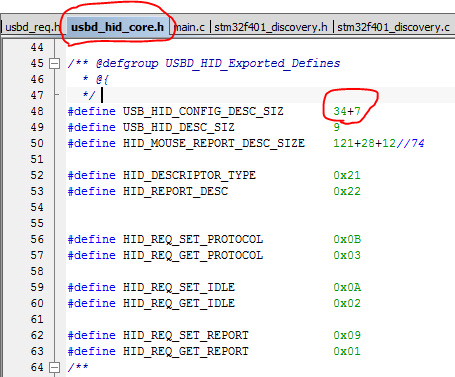 usbd_req.h usbd_hid_core.h main.c stm32f401_discovery.h stm32f401_discovery.c
44
45 /** @defgroup USBD_HID_Exported_Defines
46 * @{
47 */
48 #define USB_HID_CONFIG_DESC_SIZ 34+7
49 #define USB_HID_DESC_SIZ 9
50 #define HID_MOUSE_REPORT_DESC_SIZE 121+28+12//74
51
52 #define HID_DESCRIPTOR_TYPE 0x21
53 #define HID_REPORT_DESC 0x22
54
55
56 #define HID_REQ_SET_PROTOCOL 0x0B
57 #define HID_REQ_GET_PROTOCOL 0x03
58
59 #define HID_REQ_SET_IDLE 0x0A
60 #define HID_REQ_GET_IDLE 0x02
61
62 #define HID_REQ_SET_REPORT 0x09
63 #define HID_REQ_GET_REPORT 0x01
64 /**